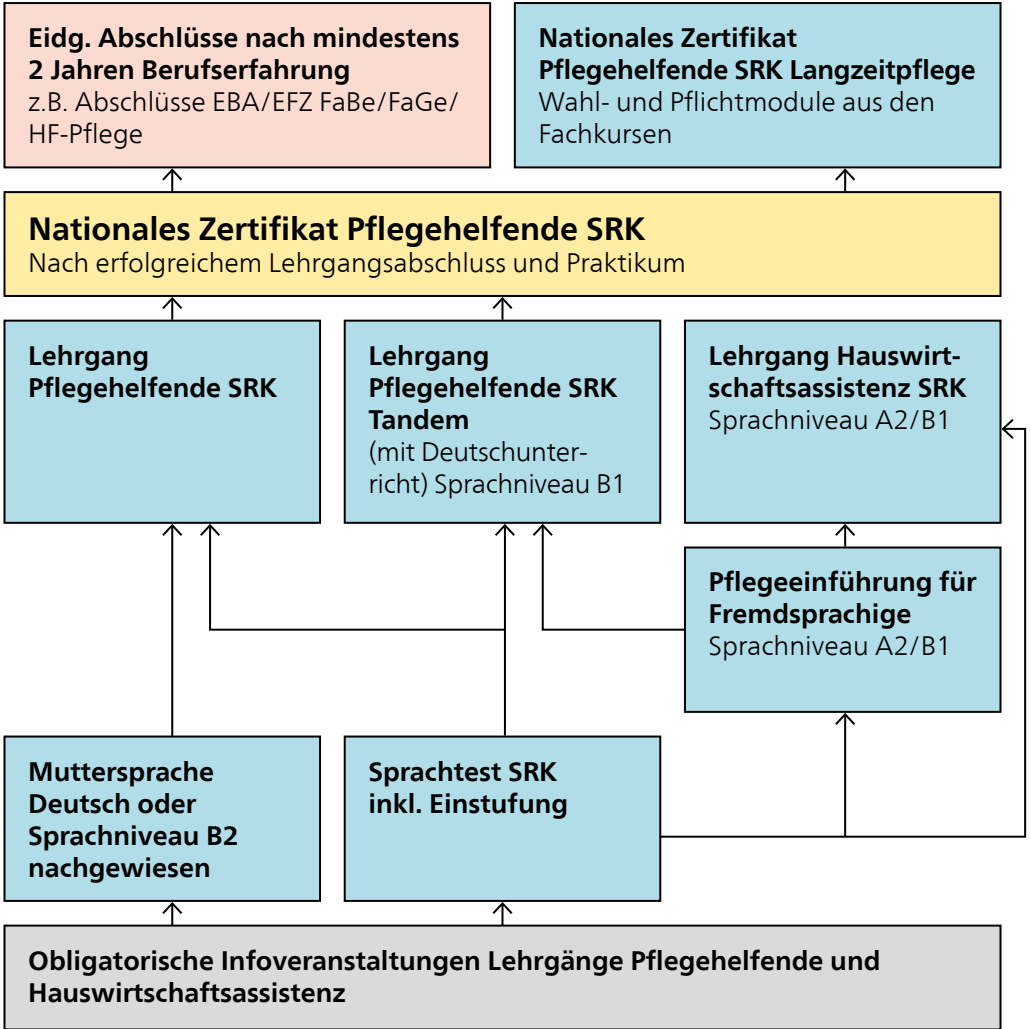 Eidg. Abschlüsse nach mindestens
2 Jahren Berufserfahrung
z.B. Abschlüsse EBA/EFZ FaBe/FaGe/
HF-Pflege
Nationales Zertifikat
Pflegehelfende SRK Langzeitpflege
Wahl- und Pflichtmodule aus den
Fachkursen
Nationales Zertifikat Pflegehelfende SRK
Nach erfolgreichem Lehrgangsabschluss und Praktikum
Lehrgang
Pflegehelfende SRK
Lehrgang
Pflegehelfende SRK
Tandem
(mit Deutschunter-
richt) Sprachniveau B1
Lehrgang Hauswirt-
schaftsassistenz SRK
Sprachniveau A2/B1
Pflegeeinführung für
Fremdsprachige
Sprachniveau A2/B1
Muttersprache
Deutsch oder
Sprachniveau B2
nachgewiesen
Sprachtest SRK
inkl. Einstufung
Obligatorische Infoveranstaltungen Lehrgänge Pflegehelfende und
Hauswirtschaftsassistenz